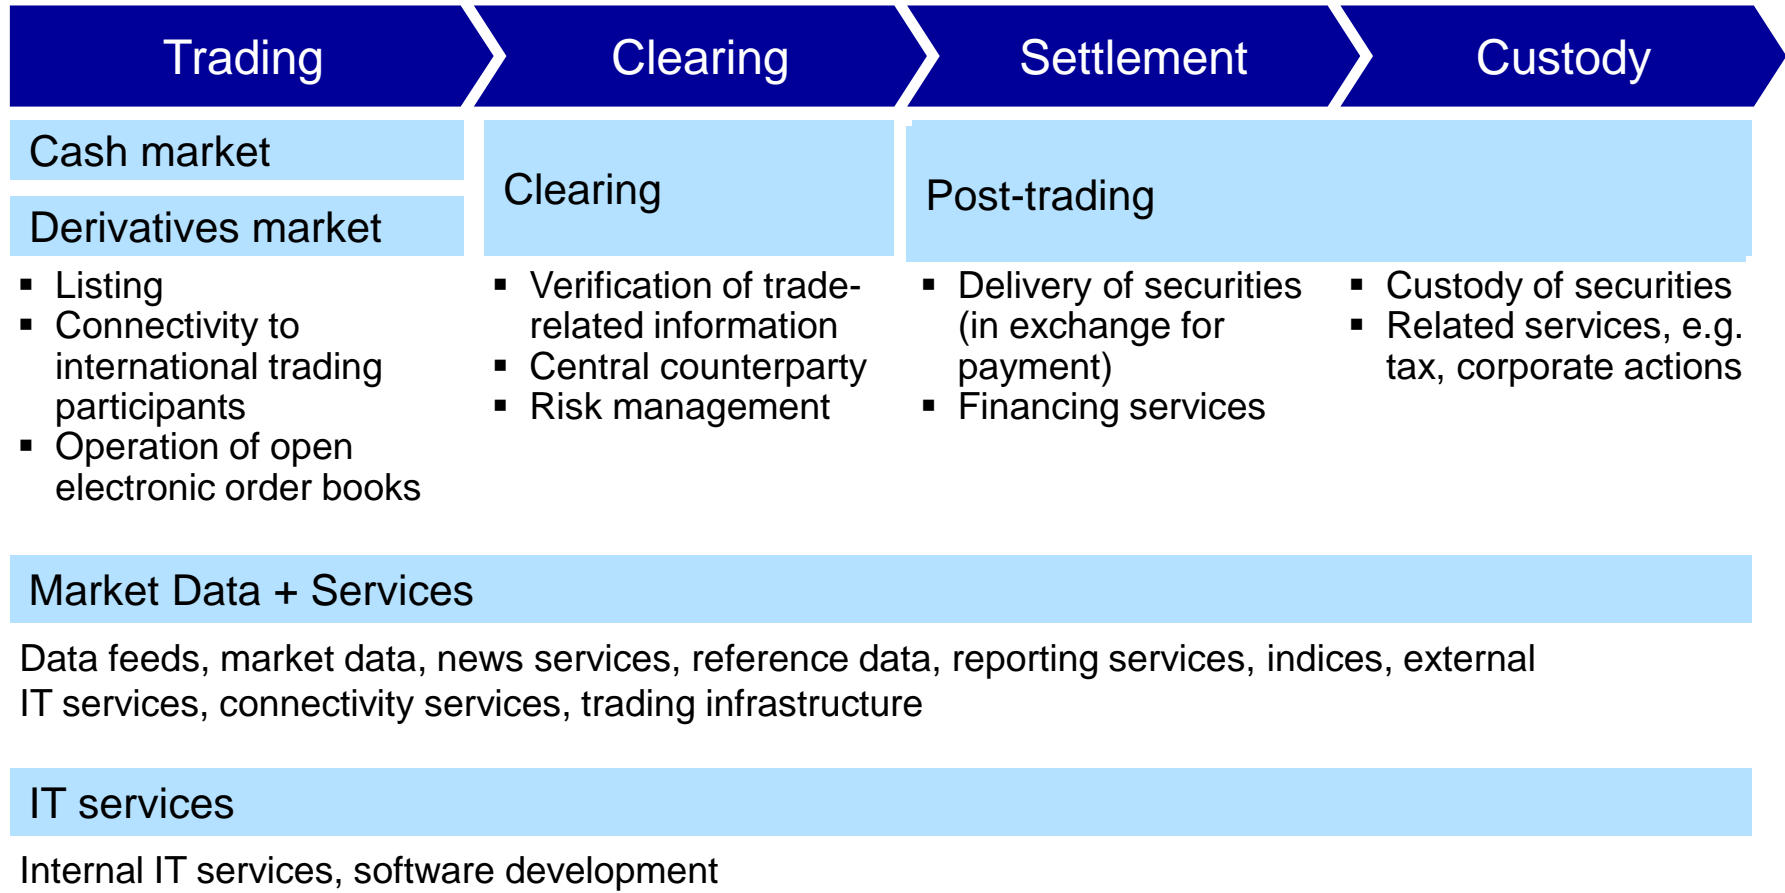 Trading
Clearing
Settlement
Custody
Cash market
Derivatives market
Clearing
Post-trading
▪ Listing
▪ Connectivity to
international trading
participants
▪ Operation of open
electronic order books
▪ Verification of trade-
related information
▪ Central counterparty
▪ Risk management
▪ Delivery of securities
(in exchange for
payment)
▪ Financing services
▪ Custody of securities
▪ Related services, e.g.
tax, corporate actions
Market Data + Services
Data feeds, market data, news services, reference data, reporting services, indices, external
IT services, connectivity services, trading infrastructure
IT services
Internal IT services, software development